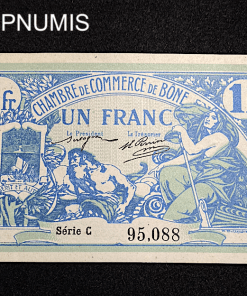 PNUMIS
Fr CHAMBRE DE COMMERCE DE BONE 1
UN FRANC
Le Président Le Trésorier
Série C 95,088